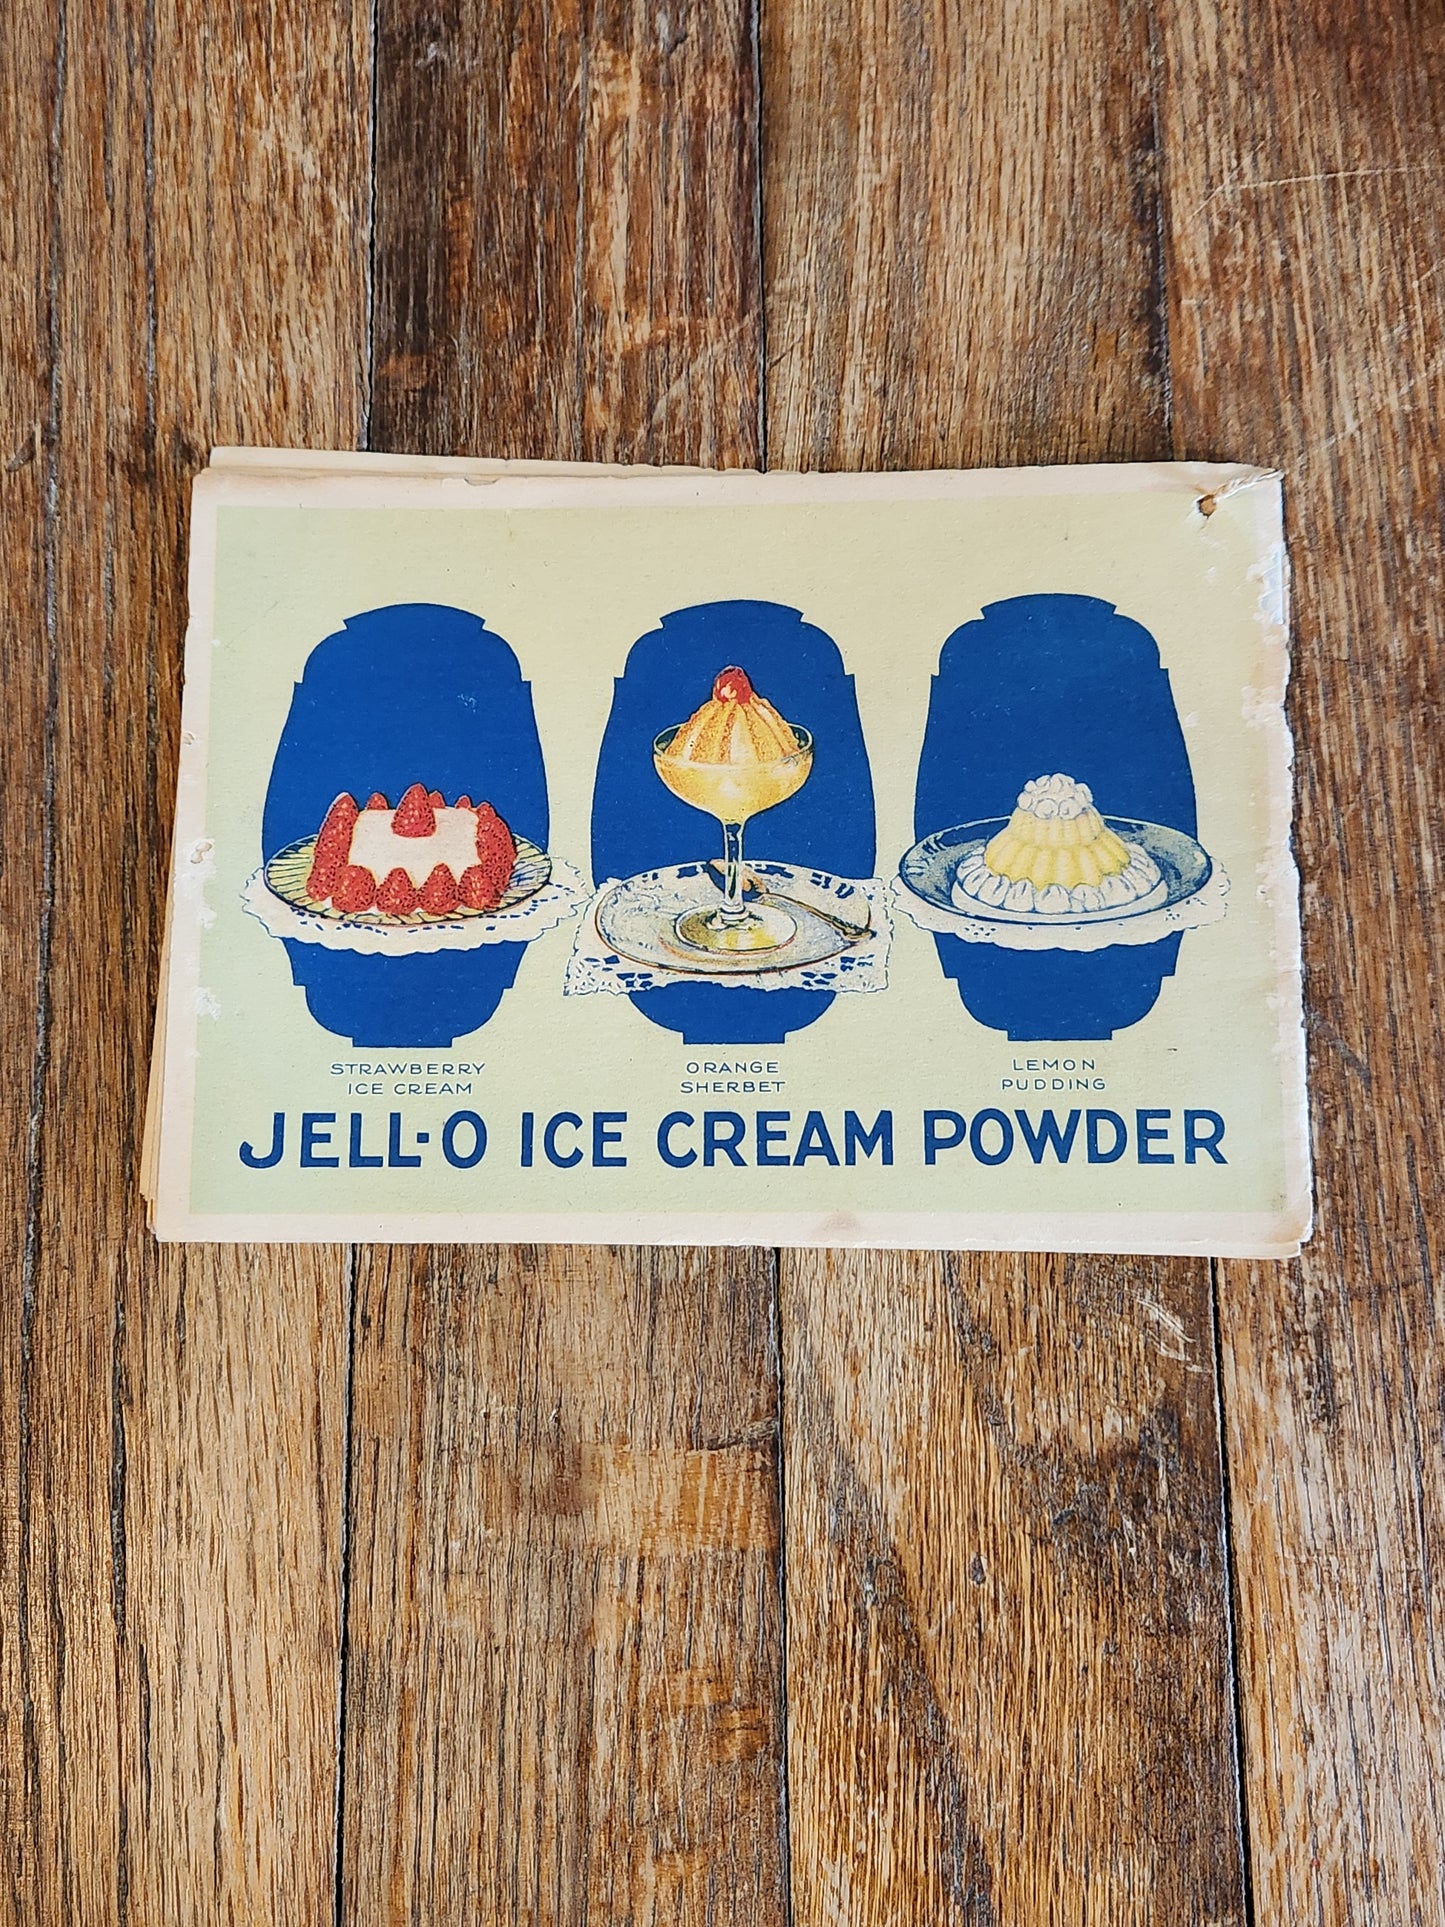 STRAWBERRY
ICE CREAM
ORANGE
SHERBET
LEMON
PUDDING
JELL-O ICE CREAM POWDER